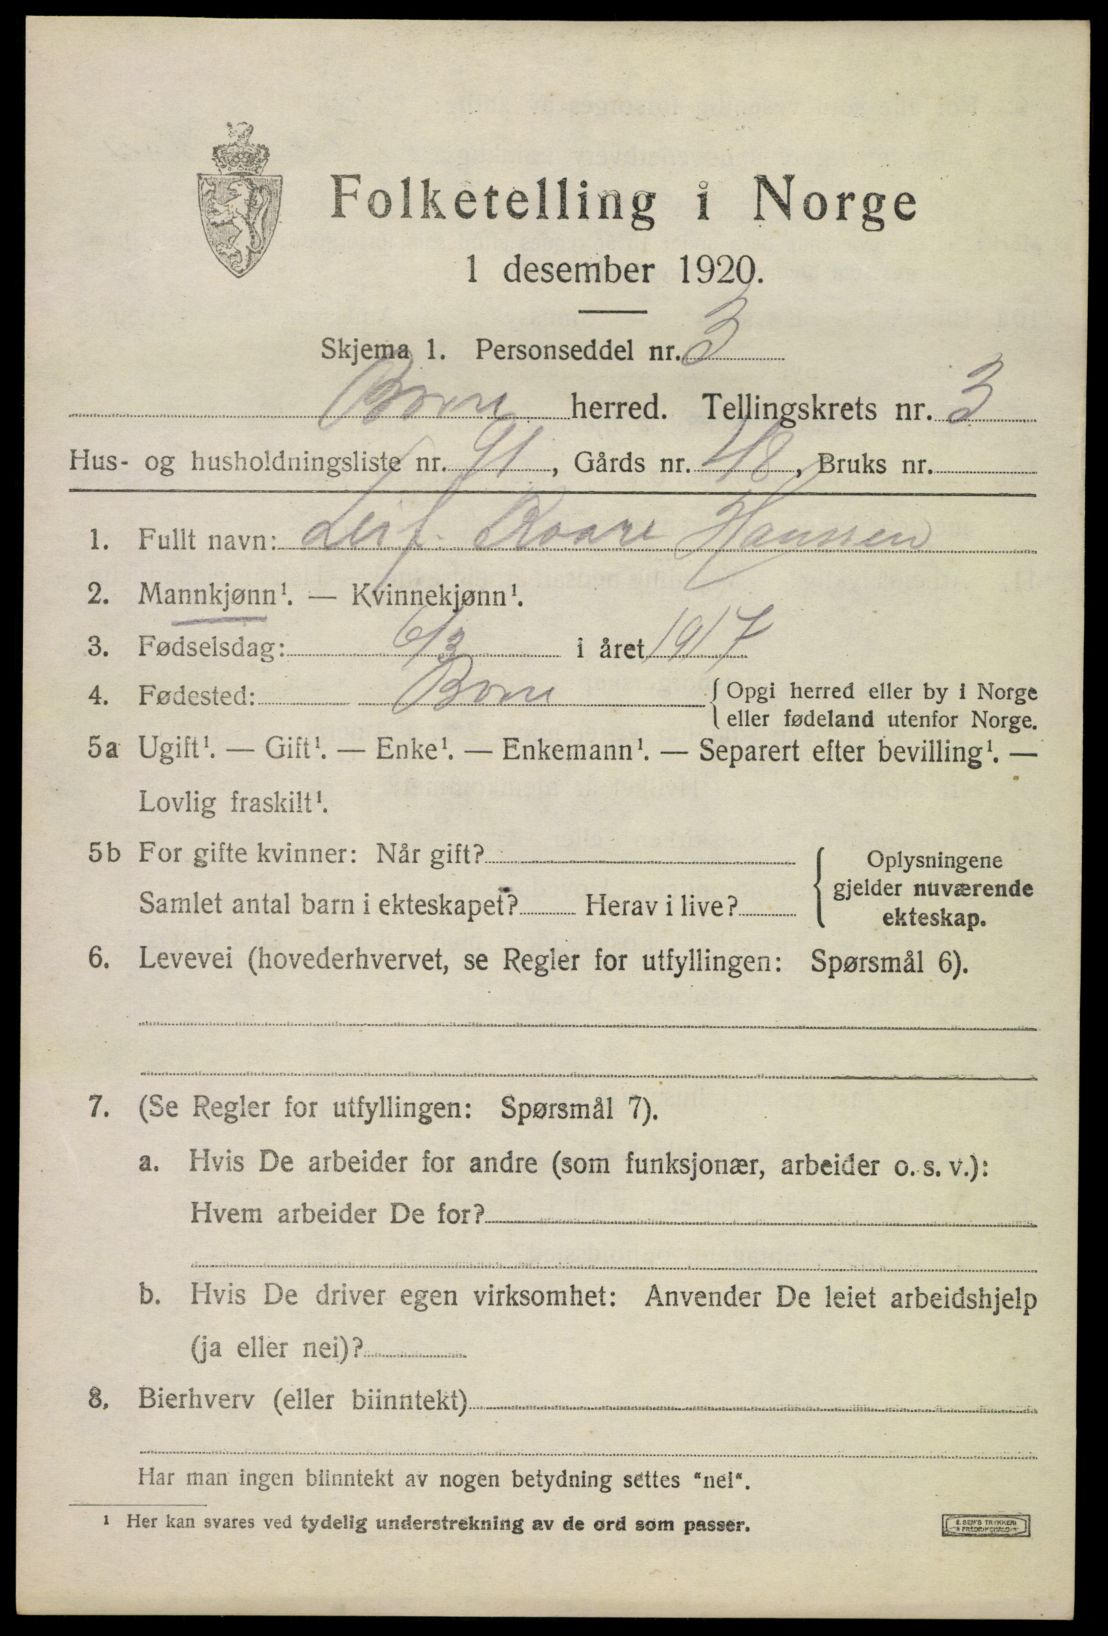 Folketelling i Norge
1 desember 1920.
Skjema 1. Personseddel nr. 3
Borre herred. Tellingskrets nr. 3
Hus- og husholdningsliste nr. 91, Gårds nr. 48, Bruks nr.
1. Fullt navn: Leif Roare Hanssen
2. Mannkjønn¹. — Kvinnekjønn¹.
3. Fødselsdag: 6/3 i året 1917
4. Fødested: Borre { Opgi herred eller by i Norge
eller fødeland utenfor Norge.
5a Ugift¹. — Gift¹. — Enke¹. — Enkemann¹. — Separert efter bevilling¹. —
Lovlig fraskilt¹.
5b For gifte kvinner: Når gift? { Oplysningene
gjelder nuværende
Samlet antal barn i ekteskapet? Herav i live? ekteskap.
6. Levevei (hovederhvervet, se Regler for utfyllingen: Spørsmål 6).
7. (Se Regler for utfyllingen: Spørsmål 7).
a. Hvis De arbeider for andre (som funksjonær, arbeider o. s. v.):
Hvem arbeider De for?
b. Hvis De driver egen virksomhet: Anvender De leiet arbeidshjelp
(ja eller nei)?
8. Bierhverv (eller biinntekt)
Har man ingen biinntekt av nogen betydning settes "nei".
¹ Her kan svares ved tydelig understrekning av de ord som passer.